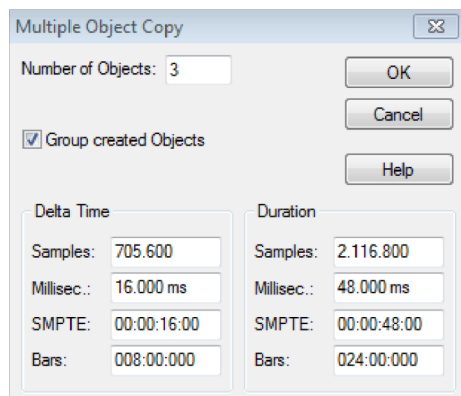 Multiple Object Copy
Number of Objects: 3
OK
Cancel
Group created Objects
Help
Delta Time
Samples: 705.600
Millisec.: 16.000 ms
SMPTE: 00:00:16:00
Bars: 008:00:000
Duration
Samples: 2.116.800
Millisec.: 48.000 ms
SMPTE: 00:00:48:00
Bars: 024:00:000